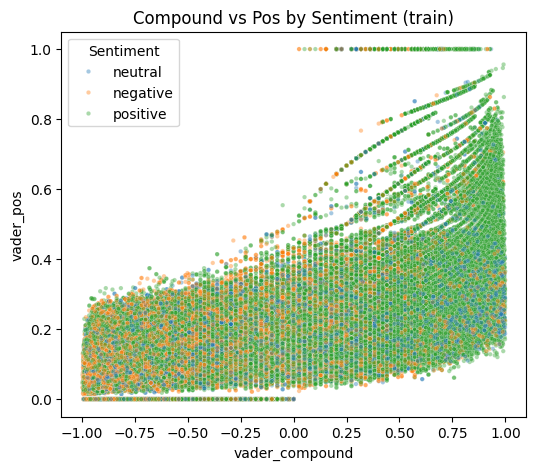 Compound vs Pos by Sentiment (train)
Sentiment
neutral
negative
positive
vader_pos
1.0
0.8
0.6
0.4
0.2
0.0
−1.00 −0.75 −0.50 −0.25 0.00 0.25 0.50 0.75 1.00
vader_compound